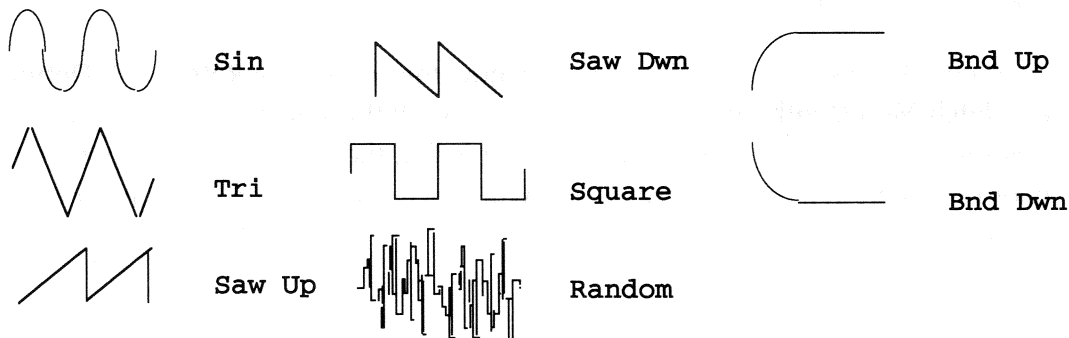 Sin
Saw Dwn
Bnd Up
Tri
Square
Bnd Dwn
Saw Up
Random